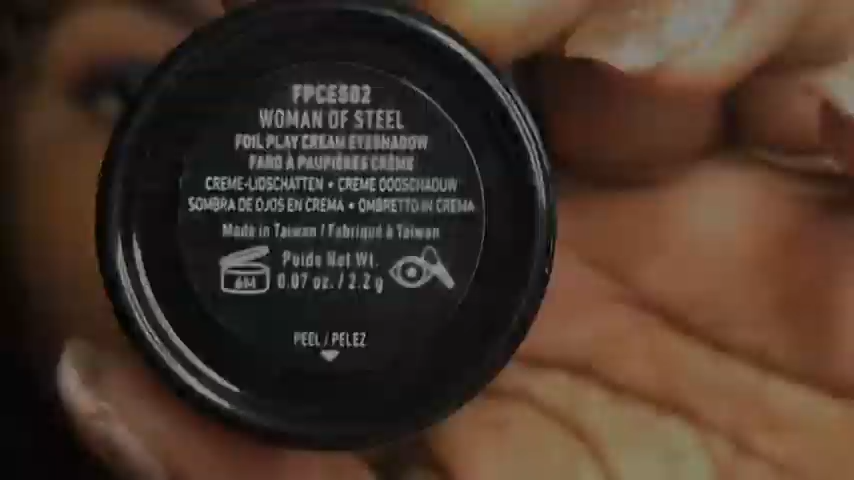 FPCES02
WOMAN OF STEEL
FOIL PLAY CREAM EYESHADOW
FARD À PAUPIÈRES CRÈME
CREME-LIDSCHATTEN • CREME OOGSCHADUW
SOMBRA DE OJOS EN CREMA • OMBRETTO IN CREMA
Made in Taiwan / Fabriqué à Taiwan
Poids Net Wt.
6M 0.07 oz. / 2.2 g
PEEL / PELEZ